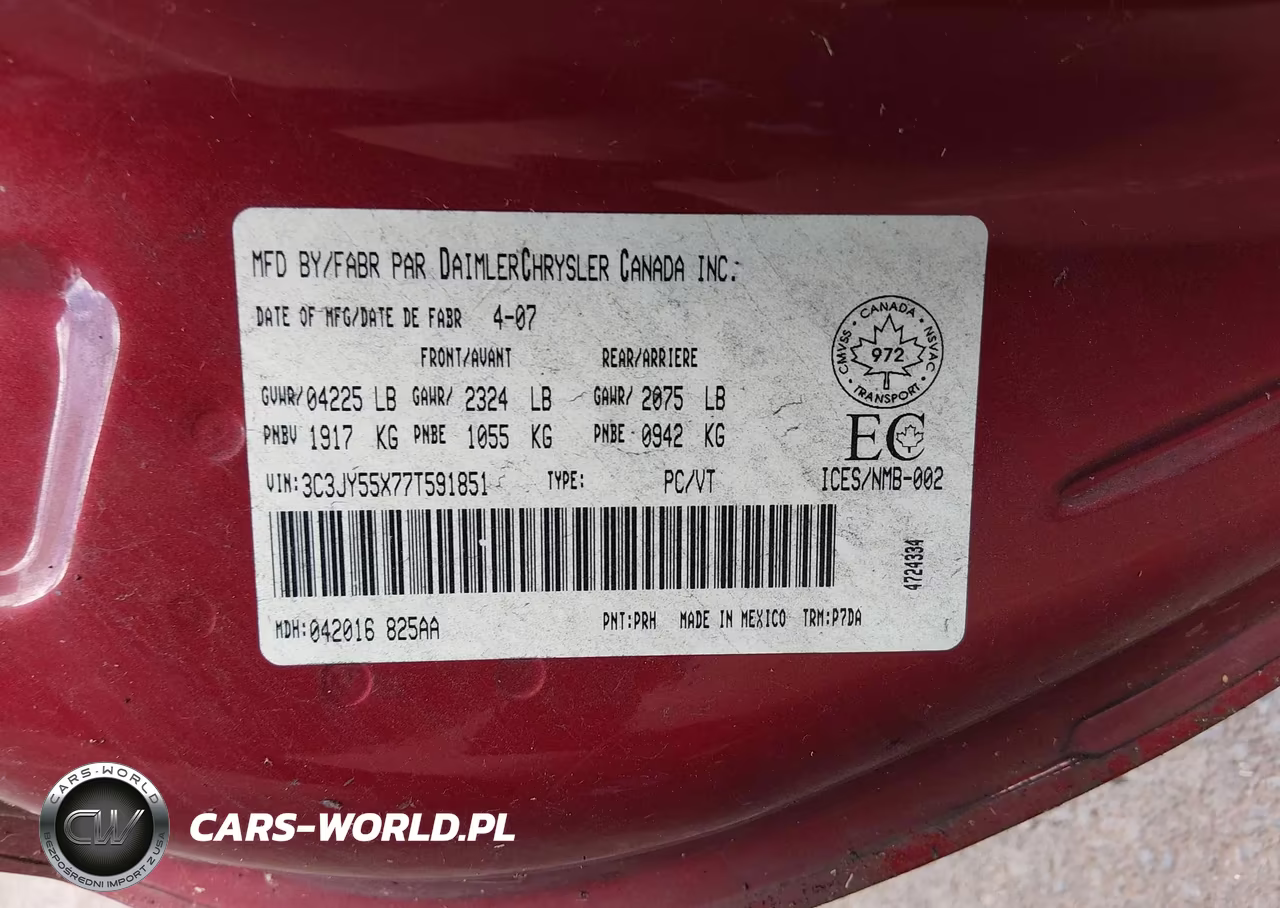 MFD BY/FABR PAR DAIMLERCHRYSLER CANADA INC.
DATE OF MFG/DATE DE FABR 4-07
FRONT/AVANT REAR/ARRIERE
GVWR/04225 LB GAWR/ 2324 LB GAWR/ 2075 LB
PNBV 1917 KG PNBE 1055 KG PNBE 0942 KG
VIN:3C3JY55X77T591851 TYPE: PC/VT
CANADA
CMVSS 972 NSVAC
TRANSPORT
EC
ICES/NMB-002
4724334
MDH:042016 825AA PNT:PRH MADE IN MEXICO TRM:P7DA
CARS-WORLD
CW
BEZPOŚREDNI IMPORT Z USA
CARS-WORLD.PL